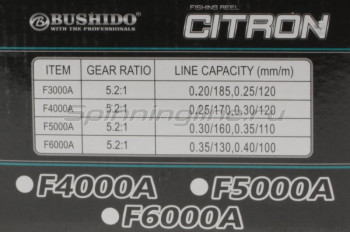 BUSHIDO
WITH THE PROFESSIONALS
FISHING REEL
CITRON
ITEM GEAR RATIO LINE CAPACITY (mm/m)
F3000A 5.2:1 0.20/185,0.25/120
F4000A 5.2:1 0.25/170,0.30/120
F5000A 5.2:1 0.30/160,0.35/110
F6000A 5.2:1 0.35/130,0.40/100
Spinningline.ru
F4000A F5000A
F6000A